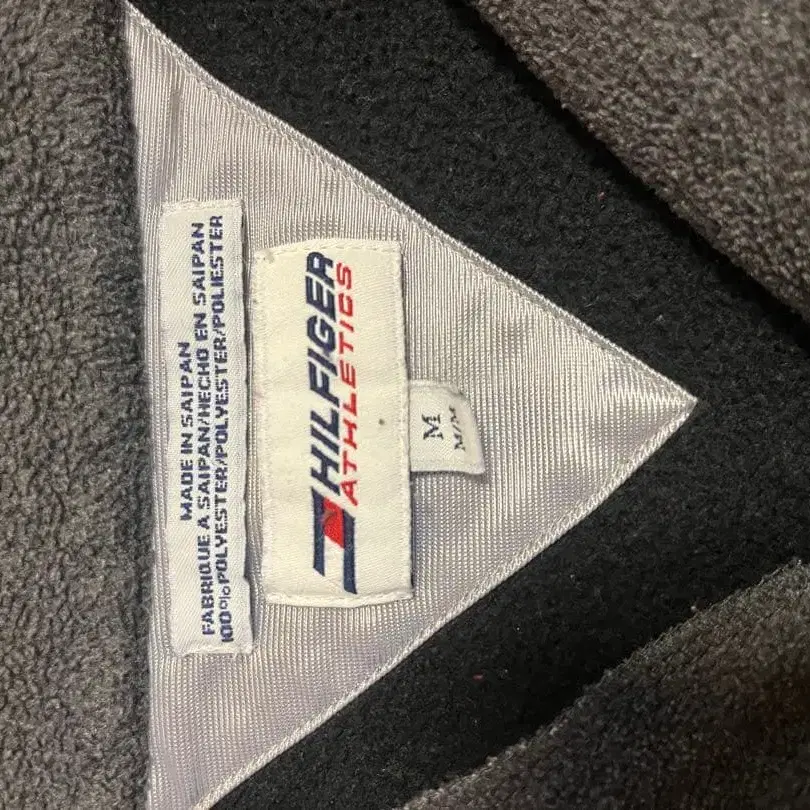 MADE IN SAIPAN
FABRIQUE A SAIPAN/HECHO EN SAIPAN
100% POLYESTER/POLYESTER/POLIESTER
HILFIGER
ATHLETICS
M
M/M